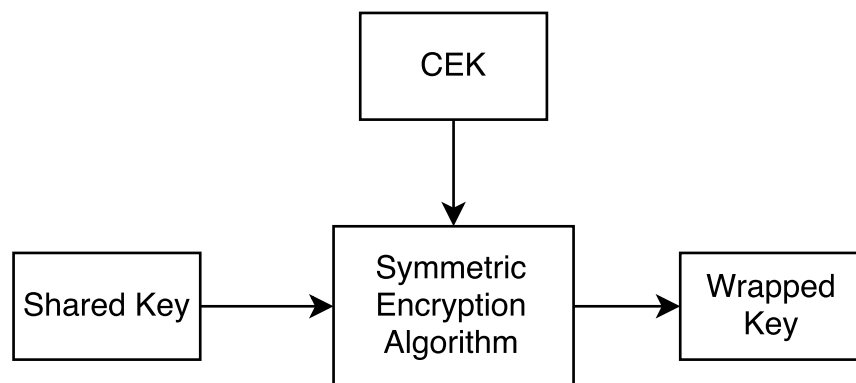 CEK
Shared Key
Symmetric
Encryption
Algorithm
Wrapped
Key